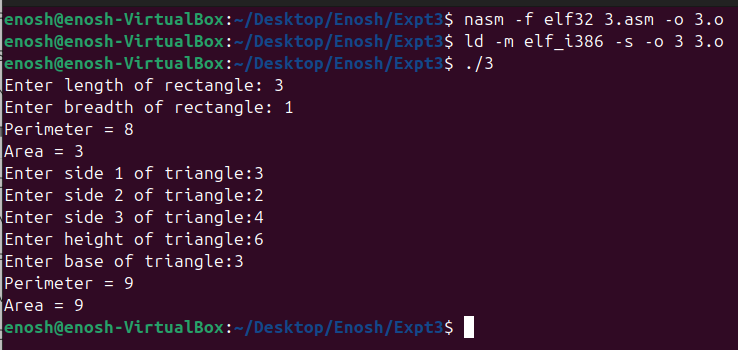 enosh@enosh-VirtualBox:~/Desktop/Enosh/Expt3$ nasm -f elf32 3.asm -o 3.o
enosh@enosh-VirtualBox:~/Desktop/Enosh/Expt3$ ld -m elf_i386 -s -o 3 3.o
enosh@enosh-VirtualBox:~/Desktop/Enosh/Expt3$ ./3
Enter length of rectangle: 3
Enter breadth of rectangle: 1
Perimeter = 8
Area = 3
Enter side 1 of triangle:3
Enter side 2 of triangle:2
Enter side 3 of triangle:4
Enter height of triangle:6
Enter base of triangle:3
Perimeter = 9
Area = 9
enosh@enosh-VirtualBox:~/Desktop/Enosh/Expt3$